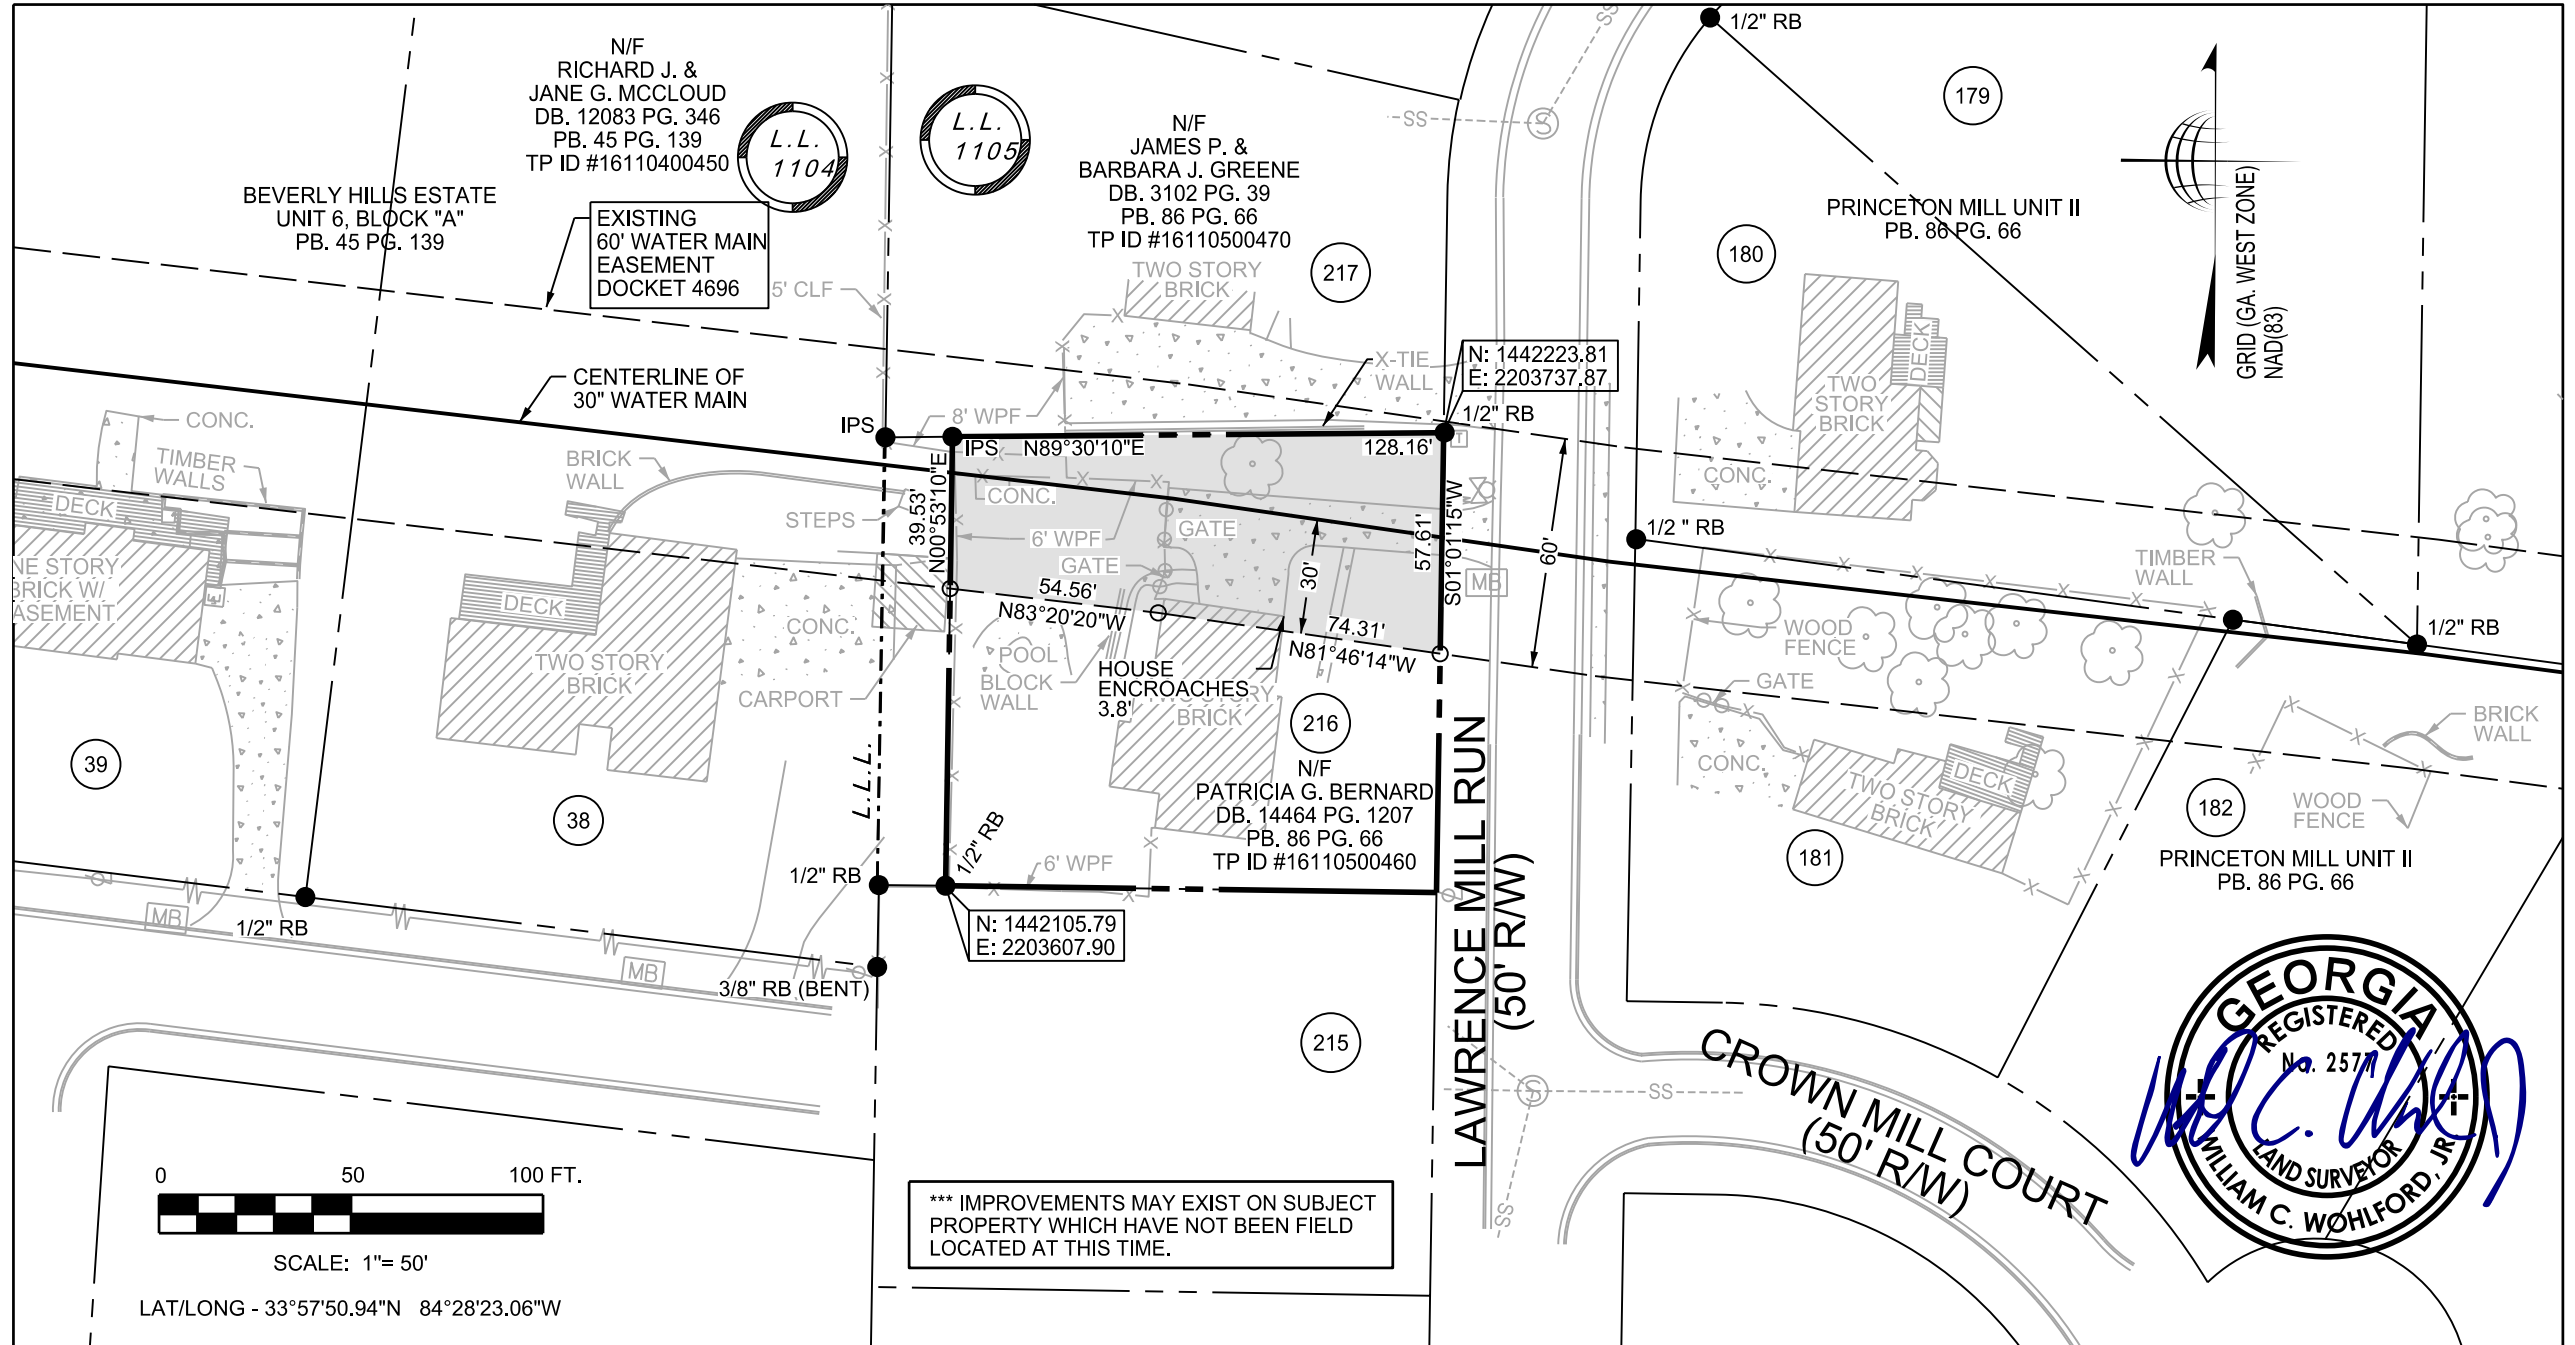 N/F
RICHARD J. &
JANE G. MCCLOUD
DB. 12083 PG. 346
PB. 45 PG. 139
TP ID #16110400450
L.L.
1104
L.L.
1105
N/F
JAMES P. &
BARBARA J. GREENE
DB. 3102 PG. 39
PB. 86 PG. 66
TP ID #16110500470
217
TWO STORY
BRICK
SS
SS
S
1/2" RB
179
180
PRINCETON MILL UNIT II
PB. 86 PG. 66
GRID (GA. WEST ZONE)
NAD(83)
BEVERLY HILLS ESTATE
UNIT 6, BLOCK "A"
PB. 45 PG. 139
EXISTING
60' WATER MAIN
EASEMENT
DOCKET 4696
5' CLF
CENTERLINE OF
30" WATER MAIN
8' WPF
X-TIE
WALL
N: 1442223.81
E: 2203737.87
1/2" RB
T
IPS
IPS
N89°30'10"E
128.16'
CONC.
TIMBER
WALLS
DECK
BRICK
WALL
STEPS
39.53'
N00°53'10"E
CONC.
6' WPF
GATE
GATE
54.56'
N83°20'20"W
30'
57.61'
S01°01'15"W
60'
74.31'
N81°46'14"W
MB
TWO
STORY
BRICK
DECK
CONC.
1/2 " RB
TIMBER
WALL
1/2" RB
WOOD
FENCE
GATE
NE STORY
BRICK W/
ASEMENT
E
DECK
TWO STORY
BRICK
CONC.
CARPORT
POOL
BLOCK
WALL
HOUSE
ENCROACHES
3.8'
STORY
BRICK
216
N/F
PATRICIA G. BERNARD
DB. 14464 PG. 1207
PB. 86 PG. 66
TP ID #16110500460
CONC.
TWO STORY
BRICK
DECK
BRICK
WALL
WOOD
FENCE
182
181
PRINCETON MILL UNIT II
PB. 86 PG. 66
39
38
L.L.L.
1/2" RB
1/2" RB
6' WPF
1/2" RB
MB
MB
3/8" RB (BENT)
N: 1442105.79
E: 2203607.90
LAWRENCE MILL RUN
(50' R/W)
215
S
SS
SS
CROWN MILL COURT
(50' R/W)
GEORGIA
REGISTERED
No. 2577
LAND SURVEYOR
WILLIAM C. WOHLFORD, JR
0 50 100 FT.
SCALE: 1"= 50'
LAT/LONG - 33°57'50.94"N 84°28'23.06"W
*** IMPROVEMENTS MAY EXIST ON SUBJECT
PROPERTY WHICH HAVE NOT BEEN FIELD
LOCATED AT THIS TIME.